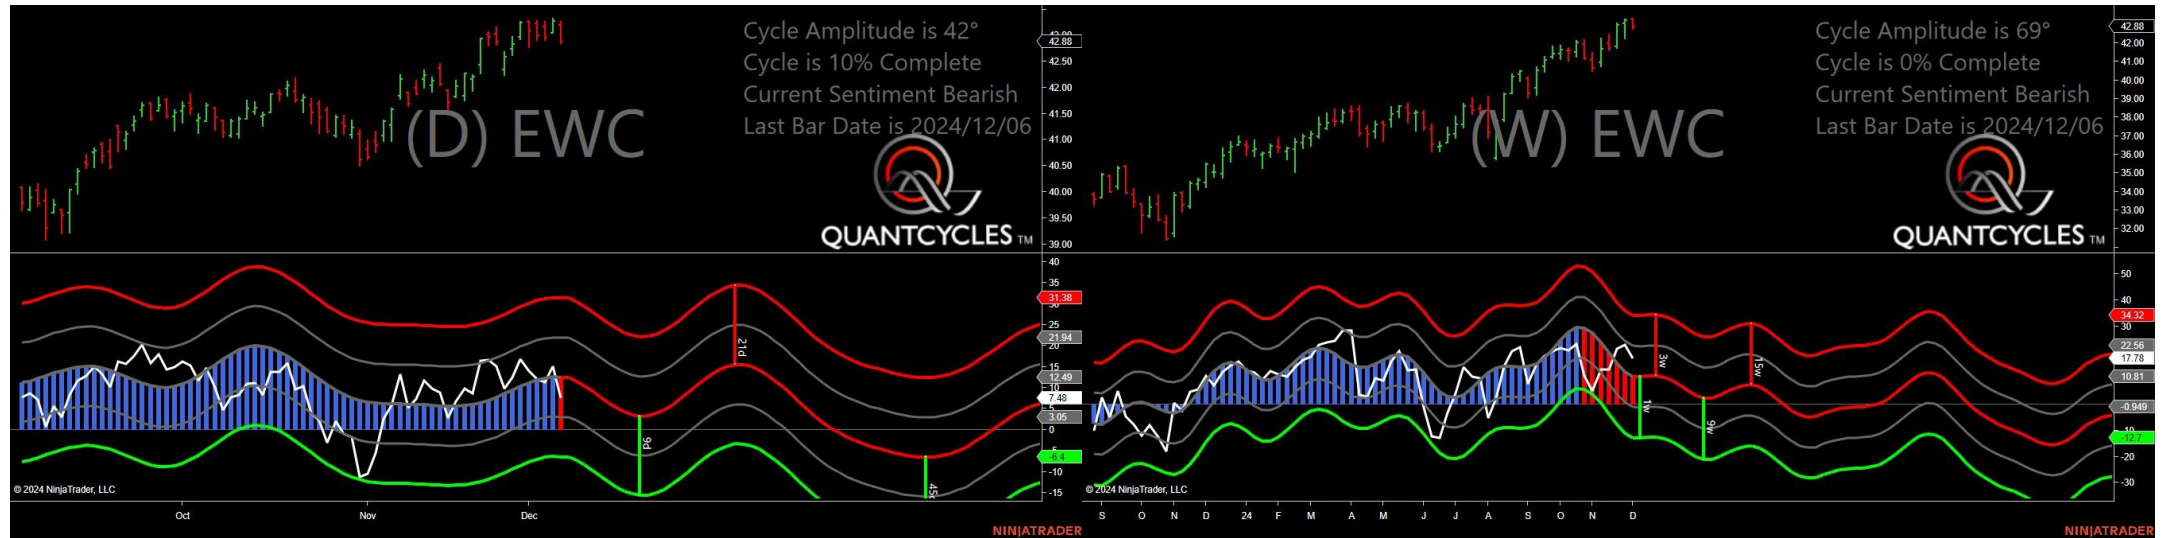 Cycle Amplitude is 42°
Cycle is 10% Complete
Current Sentiment Bearish
Last Bar Date is 2024/12/06
(D) EWC
QUANTCYCLES TM
42.88
42.50
42.00
41.50
41.00
40.50
40.00
39.50
39.00
40
35
31.38
25
21.94
20
15
12.49
7.48
3.05
0
-6.4
-10
-15
21d
9d
© 2024 NinjaTrader, LLC
Oct
Nov
Dec
NINJATRADER
Cycle Amplitude is 69°
Cycle is 0% Complete
Current Sentiment Bearish
Last Bar Date is 2024/12/06
(W) EWC
QUANTCYCLES TM
42.88
42.00
41.00
40.00
39.00
38.00
37.00
36.00
35.00
34.00
33.00
32.00
50
40
34.32
30
22.56
17.78
10.81
-0.949
-10
-12.7
-20
-30
3w
15w
1w
9w
© 2024 NinjaTrader, LLC
S O N D 24 F M A M J J A S O N D
NINJATRADER